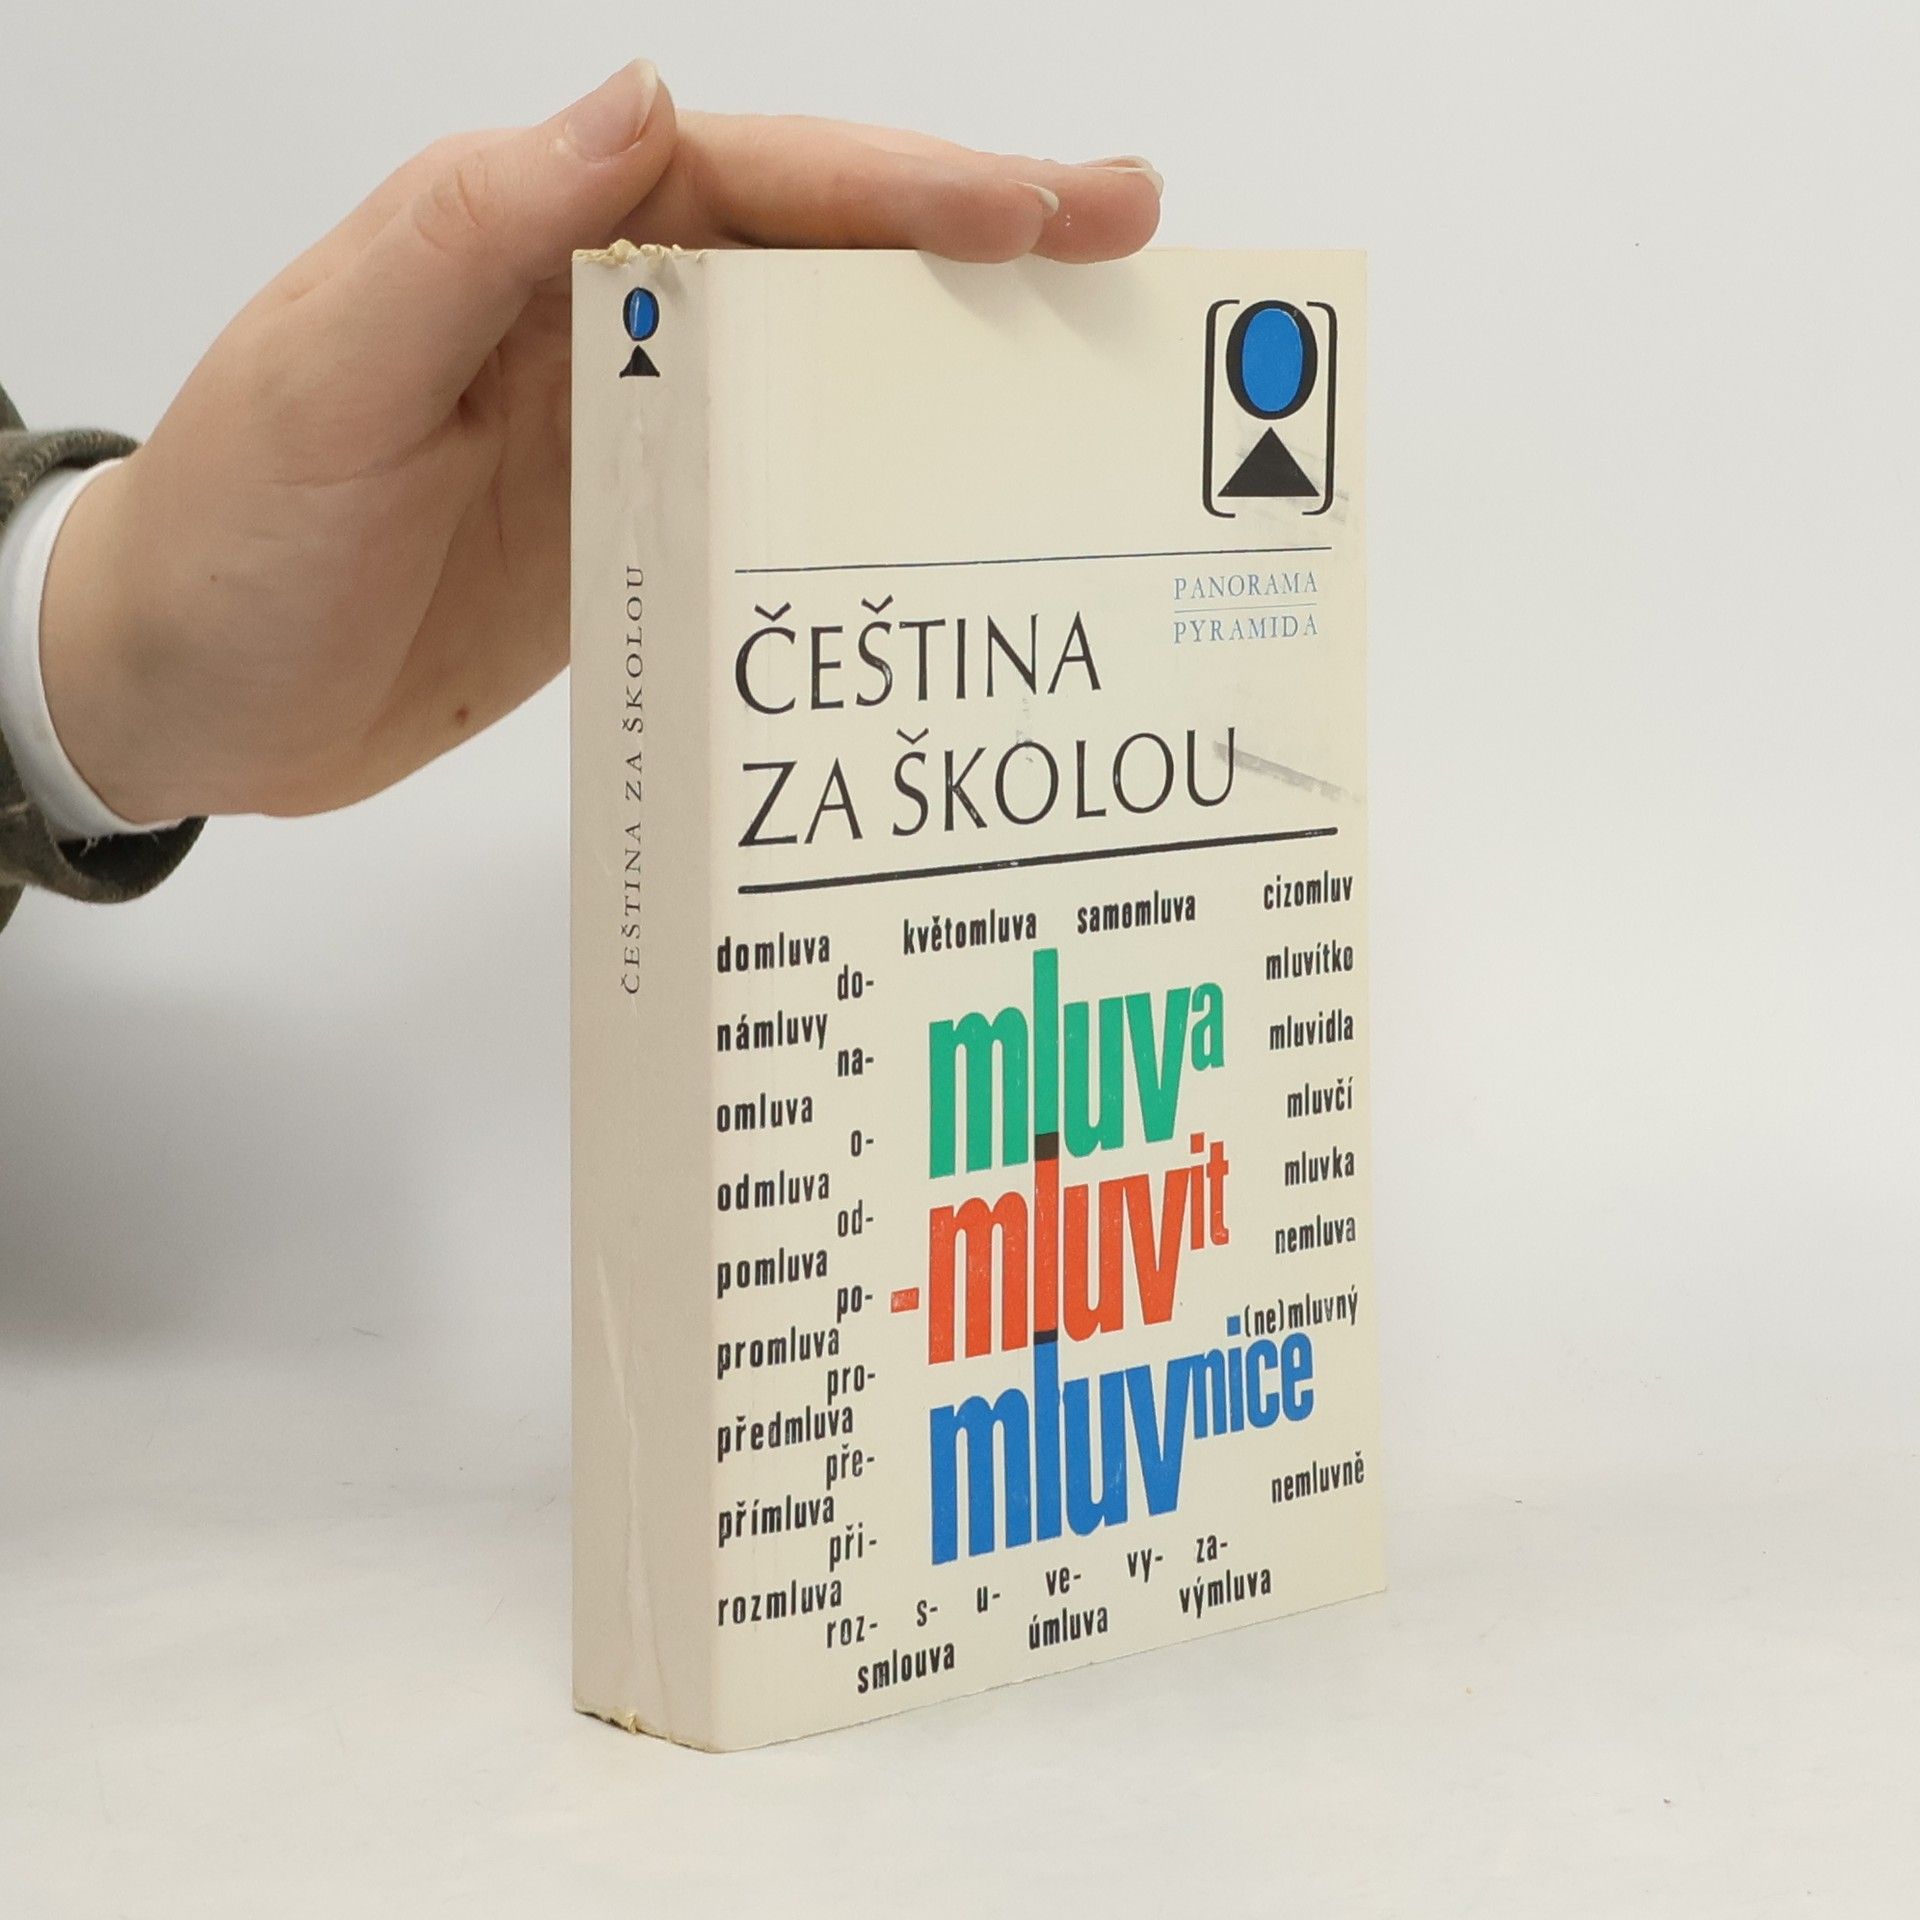 ČEŠTINA ZA ŠKOLOU
PANORAMA
PYRAMIDA
ČEŠTINA
ZA ŠKOLOU
květomluva samomluva cizomluv
domluva
do-
námluvy
na-
omluva
o-
odmluva
od-
pomluva
po-
promluva
pro-
předmluva
pře-
přímluva
při-
rozmluva
roz- s- u- ve- vy- za-
smlouva úmluva výmluva
mluva
-mluvit
mluvnice
mluvítko
mluvidla
mluvčí
mluvka
nemluva
(ne)mluvný
nemluvně